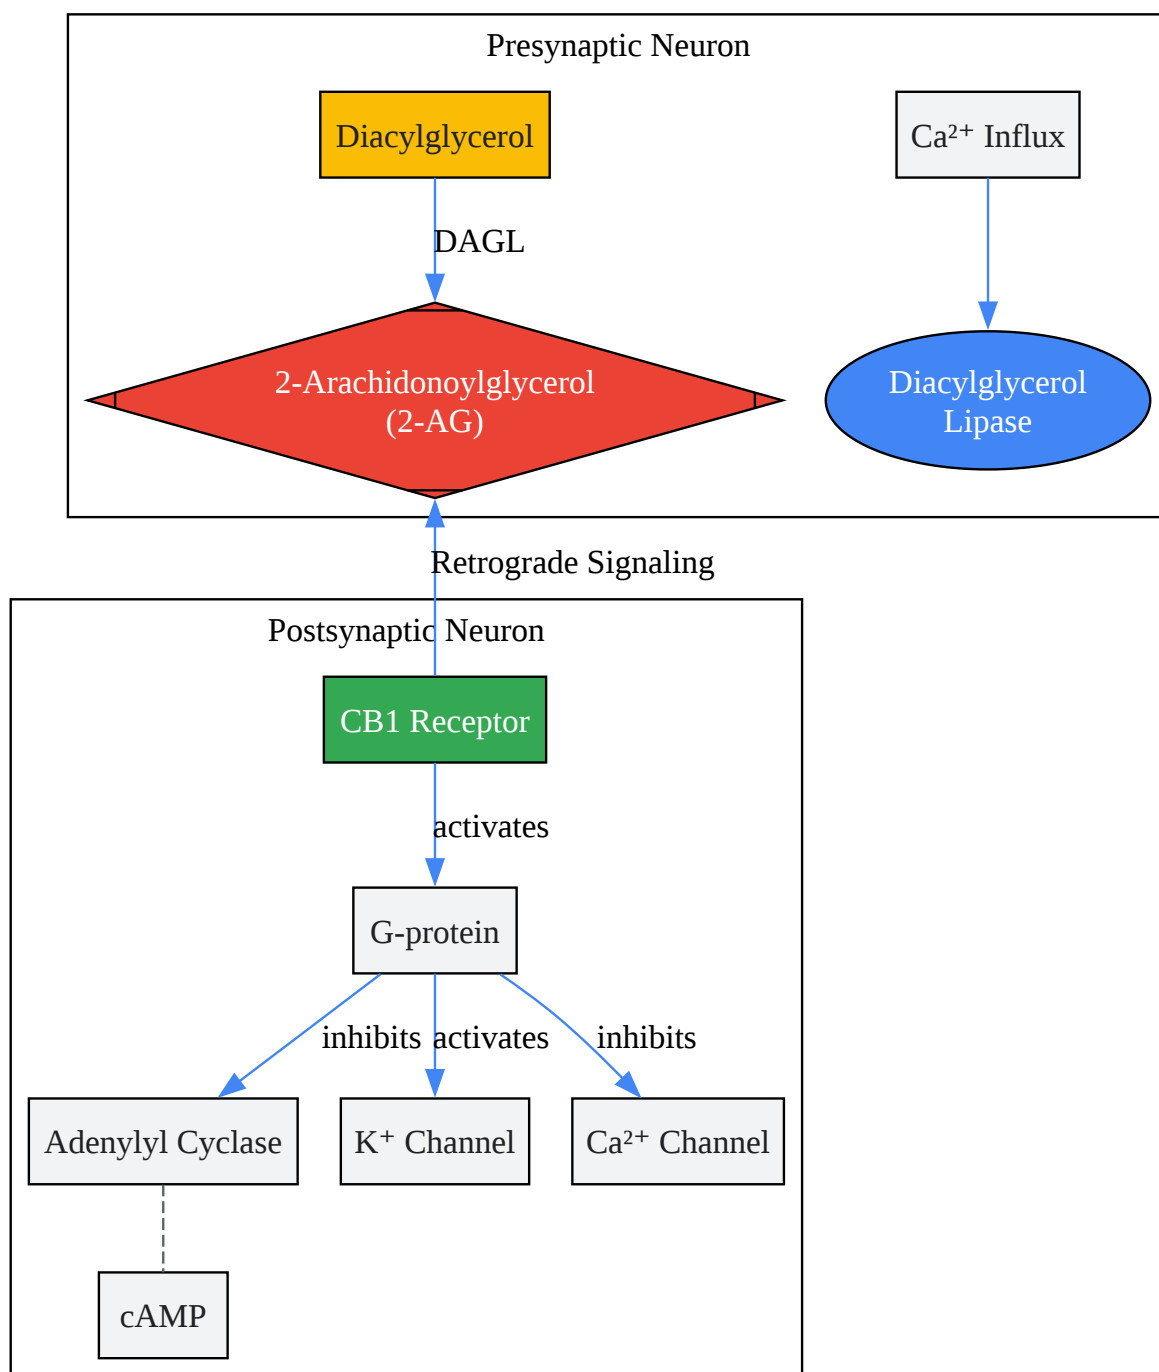 Presynaptic Neuron
Diacylglycerol
Ca²⁺ Influx
DAGL
2-Arachidonoylglycerol
(2-AG)
Diacylglycerol
Lipase
Retrograde Signaling
Postsynaptic Neuron
CB1 Receptor
activates
G-protein
inhibits
activates
inhibits
Adenylyl Cyclase
K⁺ Channel
Ca²⁺ Channel
cAMP